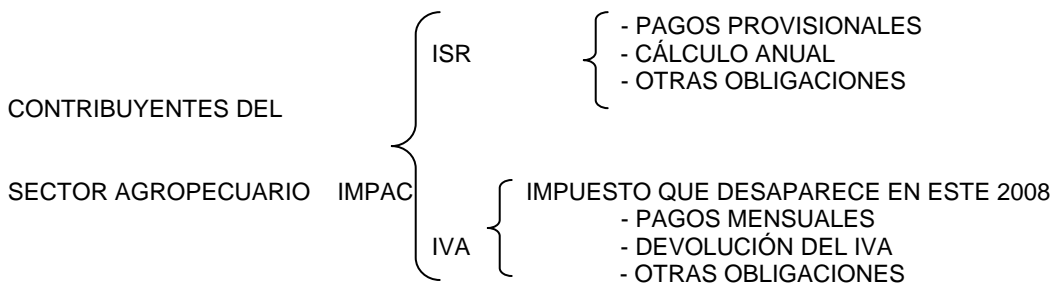 - PAGOS PROVISIONALES
ISR - CÁLCULO ANUAL
- OTRAS OBLIGACIONES
CONTRIBUYENTES DEL
SECTOR AGROPECUARIO IMPAC IMPUESTO QUE DESAPARECE EN ESTE 2008
- PAGOS MENSUALES
IVA - DEVOLUCIÓN DEL IVA
- OTRAS OBLIGACIONES